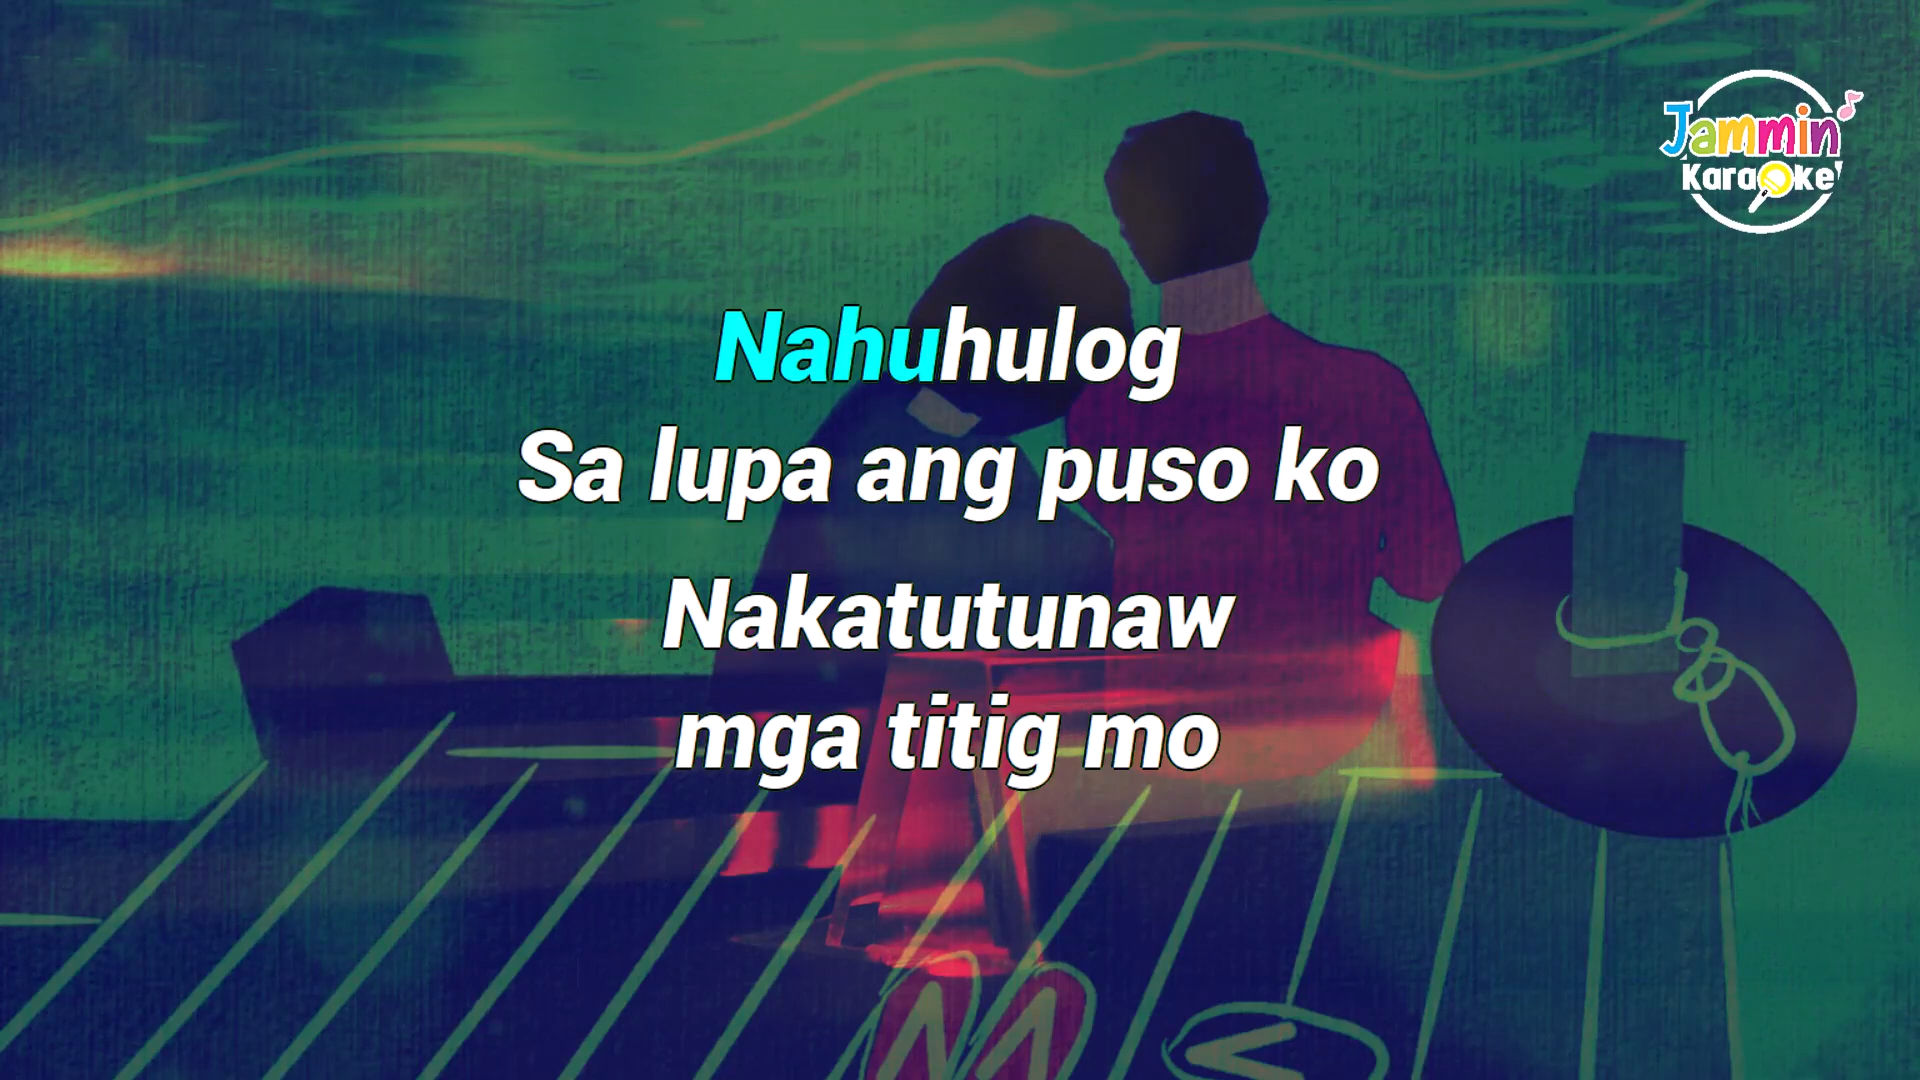 Jammin'
Karaoke
Nahuhulog
Sa lupa ang puso ko
Nakatutunaw
mga titig mo